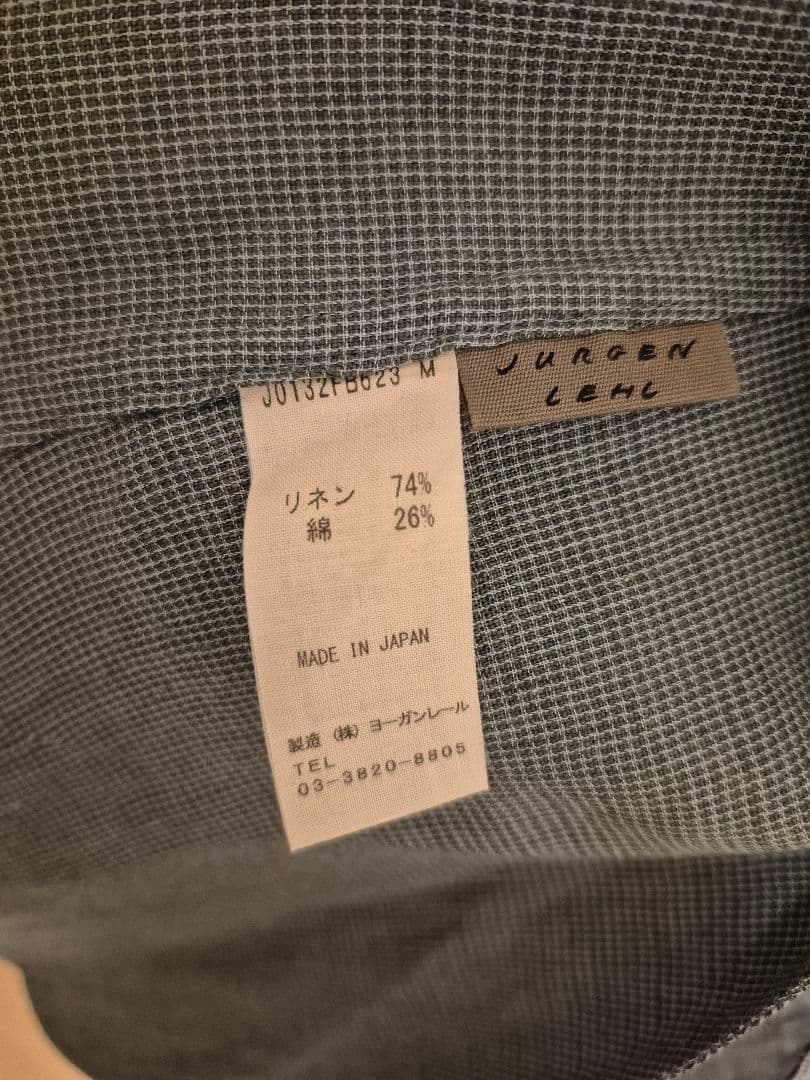 J0132FB623 M
JURGEN
LEHL
リネン 74%
綿 26%
MADE IN JAPAN
製造 (株) ヨーガンレール
TEL
03-3820-8805